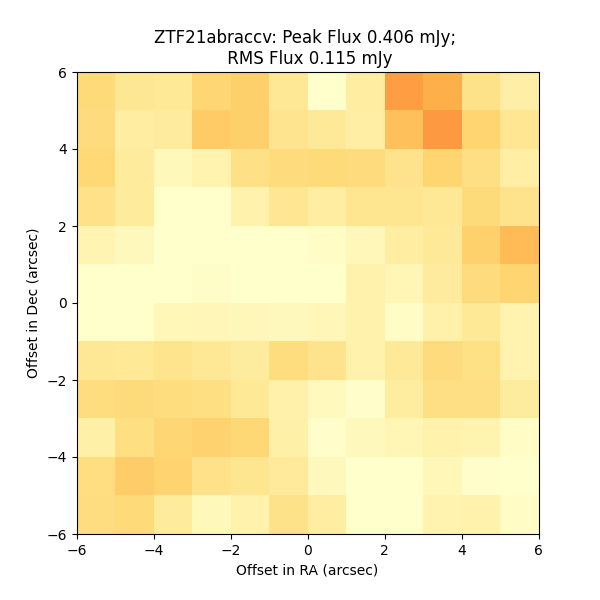 ZTF21abraccv: Peak Flux 0.406 mJy;
RMS Flux 0.115 mJy
6
4
2
0
−2
−4
−6
Offset in Dec (arcsec)
−6 −4 −2 0 2 4 6
Offset in RA (arcsec)